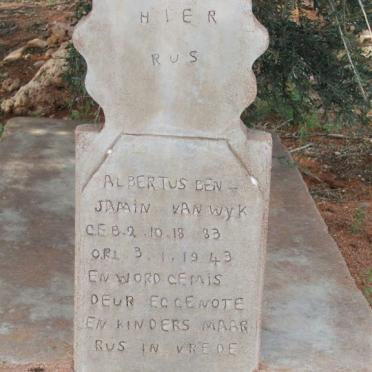 HIER
RUS
ALBERTUS BEN-
JAMIN VAN WYK
GEB. 2.10.18 83
ORL 3.1.19 43
EN WORD GEMIS
DEUR EGGENOTE
EN KINDERS MAAR
RUS IN VREDE